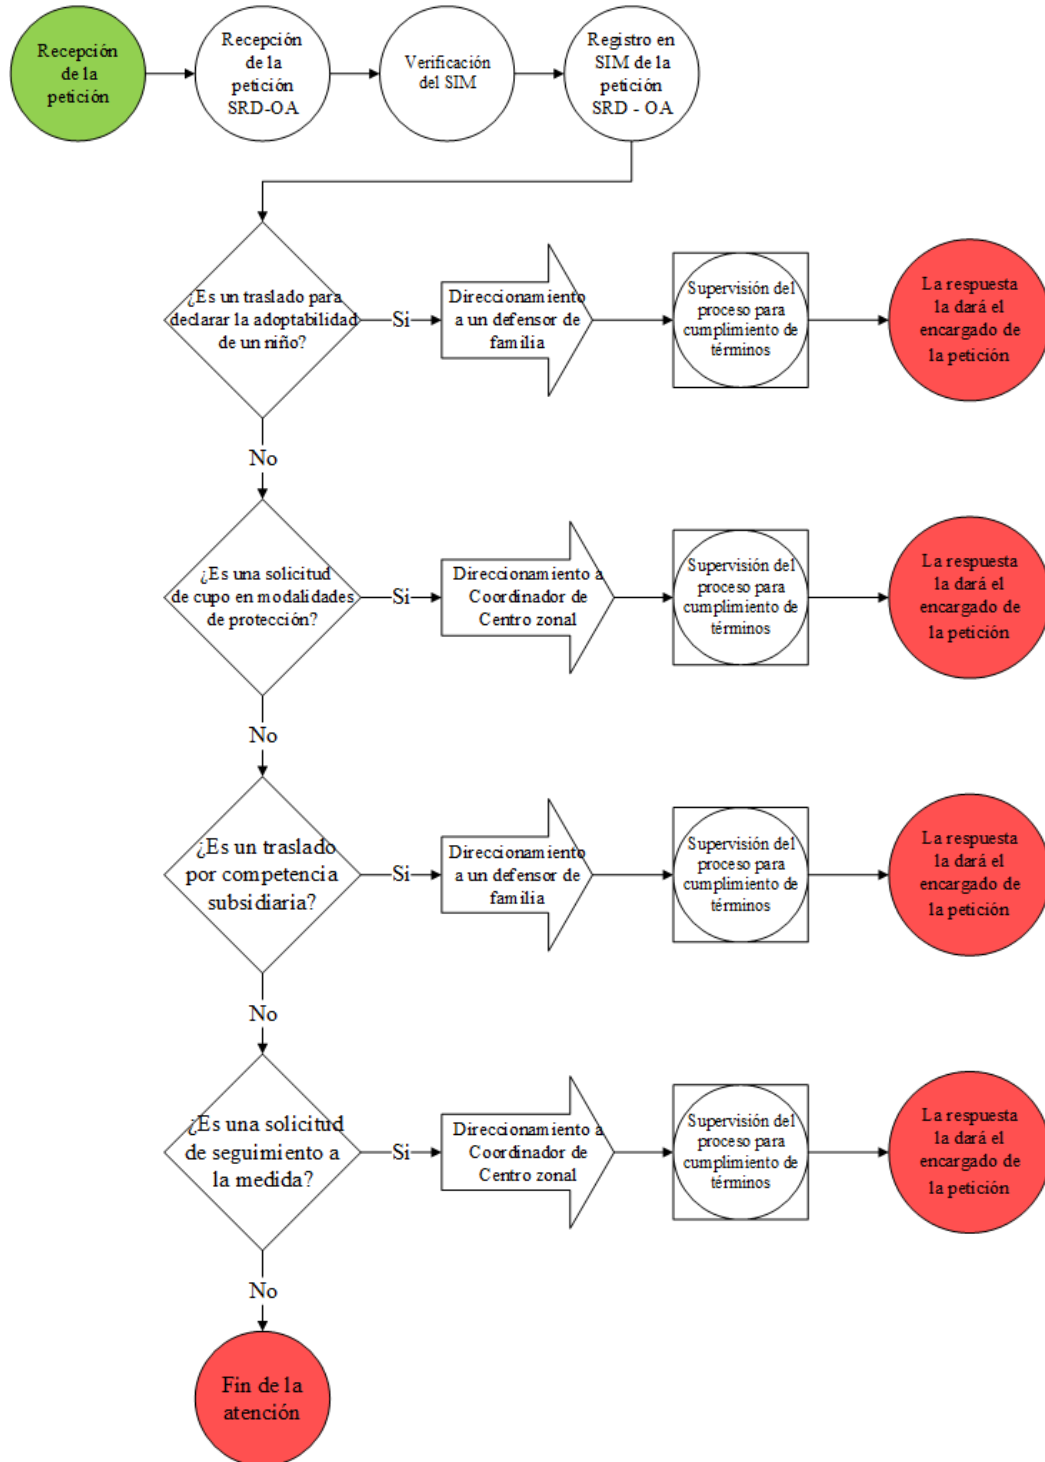 Recepción
de la
petición
Recepción
de la
petición
SRD-OA
Verificación
del SIM
Registro en
SIM de la
petición
SRD - OA
¿Es un traslado para
declarar la adoptabilidad
de un niño?
Si
Direccionamiento
a un defensor de
familia
Supervisión del
proceso para
cumplimiento de
términos
La respuesta
la dará el
encargado de
la petición
No
¿Es una solicitud
de cupo en modalidades
de protección?
Si
Direccionamiento a
Coordinador de
Centro zonal
Supervisión del
proceso para
cumplimiento de
términos
La respuesta
la dará el
encargado de
la petición
No
¿Es un traslado
por competencia
subsidiaria?
Si
Direccionamiento
a un defensor de
familia
Supervisión del
proceso para
cumplimiento de
términos
La respuesta
la dará el
encargado de
la petición
No
¿Es una solicitud
de seguimiento a
la medida?
Si
Direccionamiento a
Coordinador de
Centro zonal
Supervisión del
proceso para
cumplimiento de
términos
La respuesta
la dará el
encargado de
la petición
No
Fin de la
atención